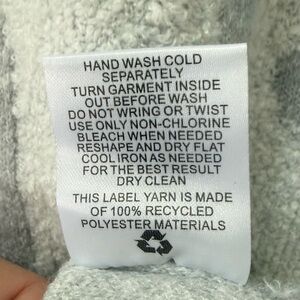 HAND WASH COLD
SEPARATELY
TURN GARMENT INSIDE
OUT BEFORE WASH
DO NOT WRING OR TWIST
USE ONLY NON-CHLORINE
BLEACH WHEN NEEDED
RESHAPE AND DRY FLAT
COOL IRON AS NEEDED
FOR THE BEST RESULT
DRY CLEAN
THIS LABEL YARN IS MADE
OF 100% RECYCLED
POLYESTER MATERIALS